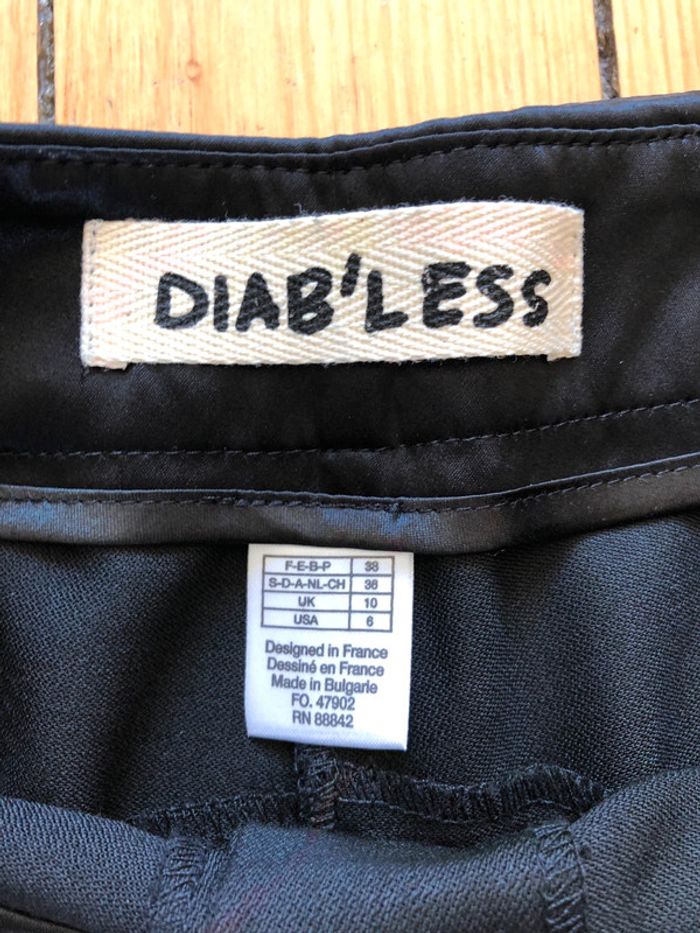 DIAB'LESS
F-E-B-P 38
S-D-A-NL-CH 36
UK 10
USA 6
Designed in France
Dessiné en France
Made in Bulgarie
FO. 47902
RN 88842